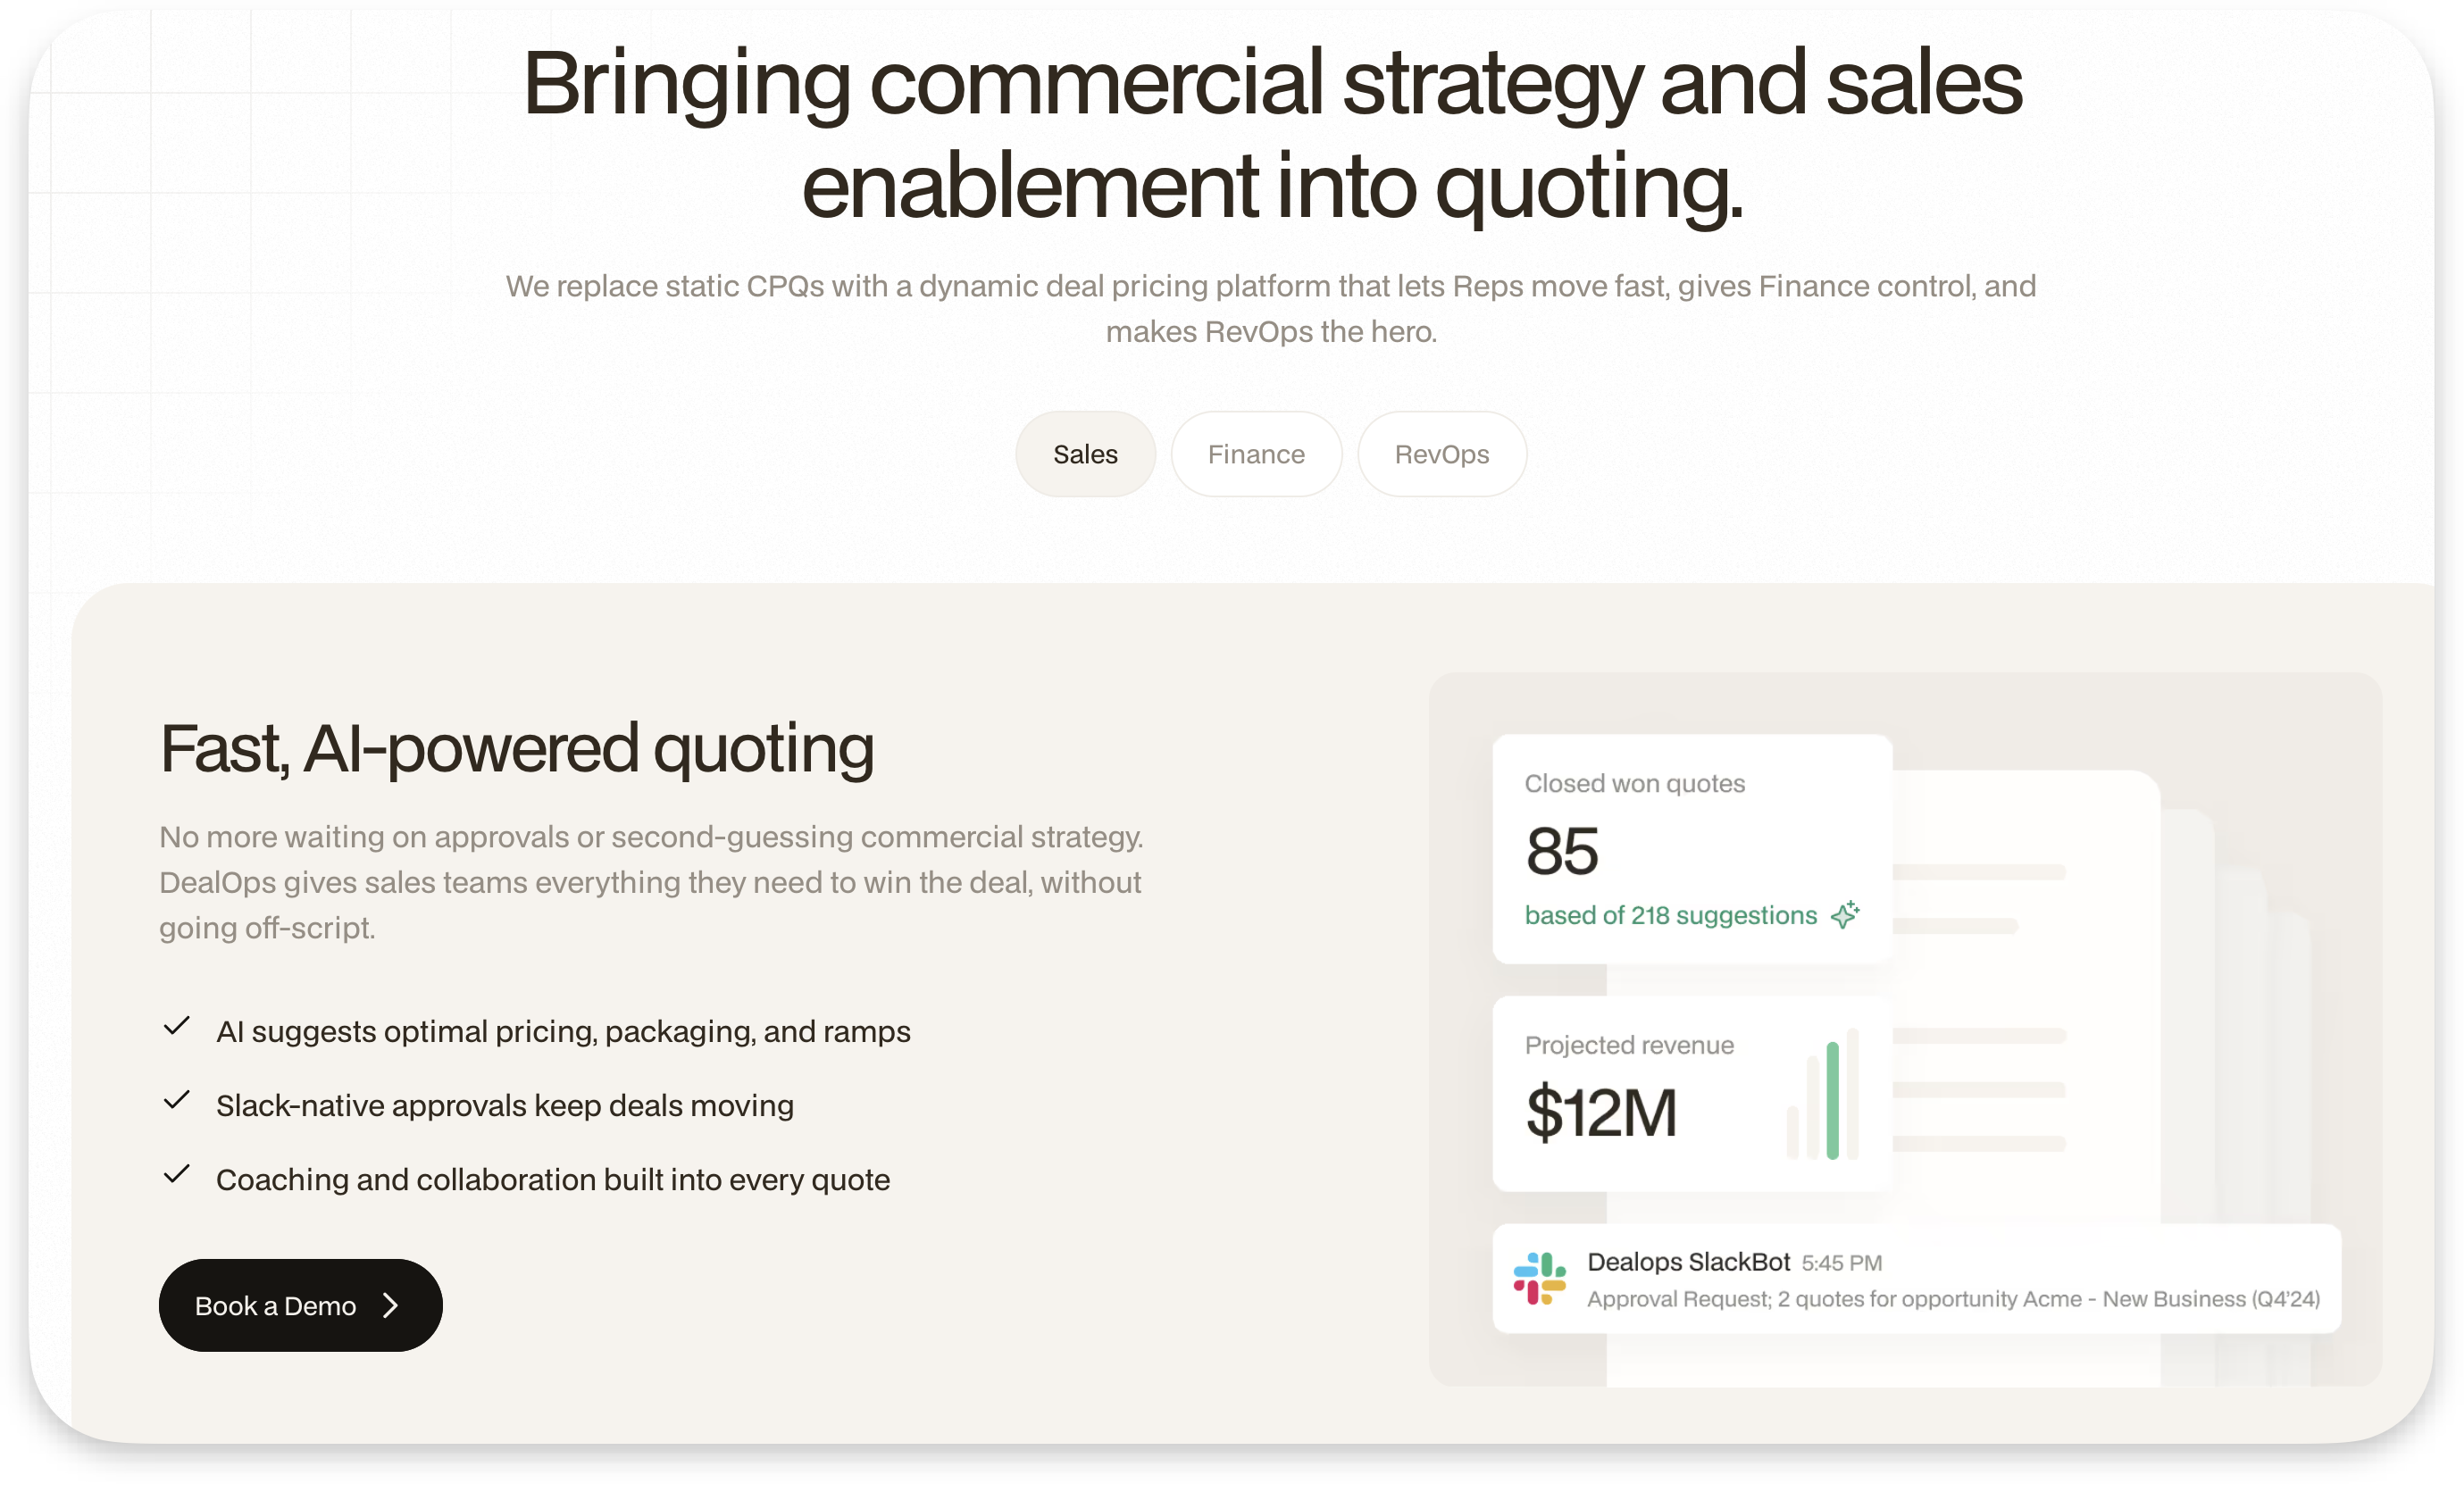 Bringing commercial strategy and sales
enablement into quoting.
We replace static CPQs with a dynamic deal pricing platform that lets Reps move fast, gives Finance control, and
makes RevOps the hero.
Sales
Finance
RevOps
Fast, AI-powered quoting
No more waiting on approvals or second-guessing commercial strategy.
DealOps gives sales teams everything they need to win the deal, without
going off-script.
AI suggests optimal pricing, packaging, and ramps
Slack-native approvals keep deals moving
Coaching and collaboration built into every quote
Book a Demo
Closed won quotes
85
based of 218 suggestions
Projected revenue
$12M
Dealops SlackBot 5:45 PM
Approval Request; 2 quotes for opportunity Acme - New Business (Q4’24)